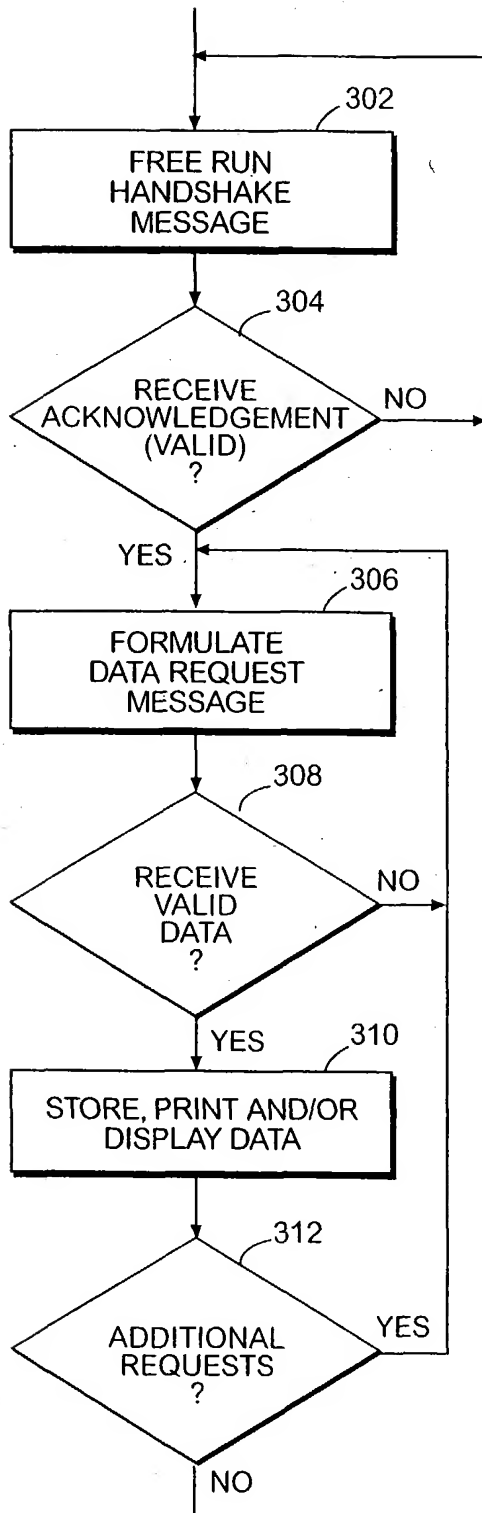 302
FREE RUN
HANDSHAKE
MESSAGE
304
RECEIVE
ACKNOWLEDGEMENT
(VALID)
?
NO
YES
306
FORMULATE
DATA REQUEST
MESSAGE
308
RECEIVE
VALID
DATA
?
NO
YES
310
STORE, PRINT AND/OR
DISPLAY DATA
312
ADDITIONAL
REQUESTS
?
YES
NO